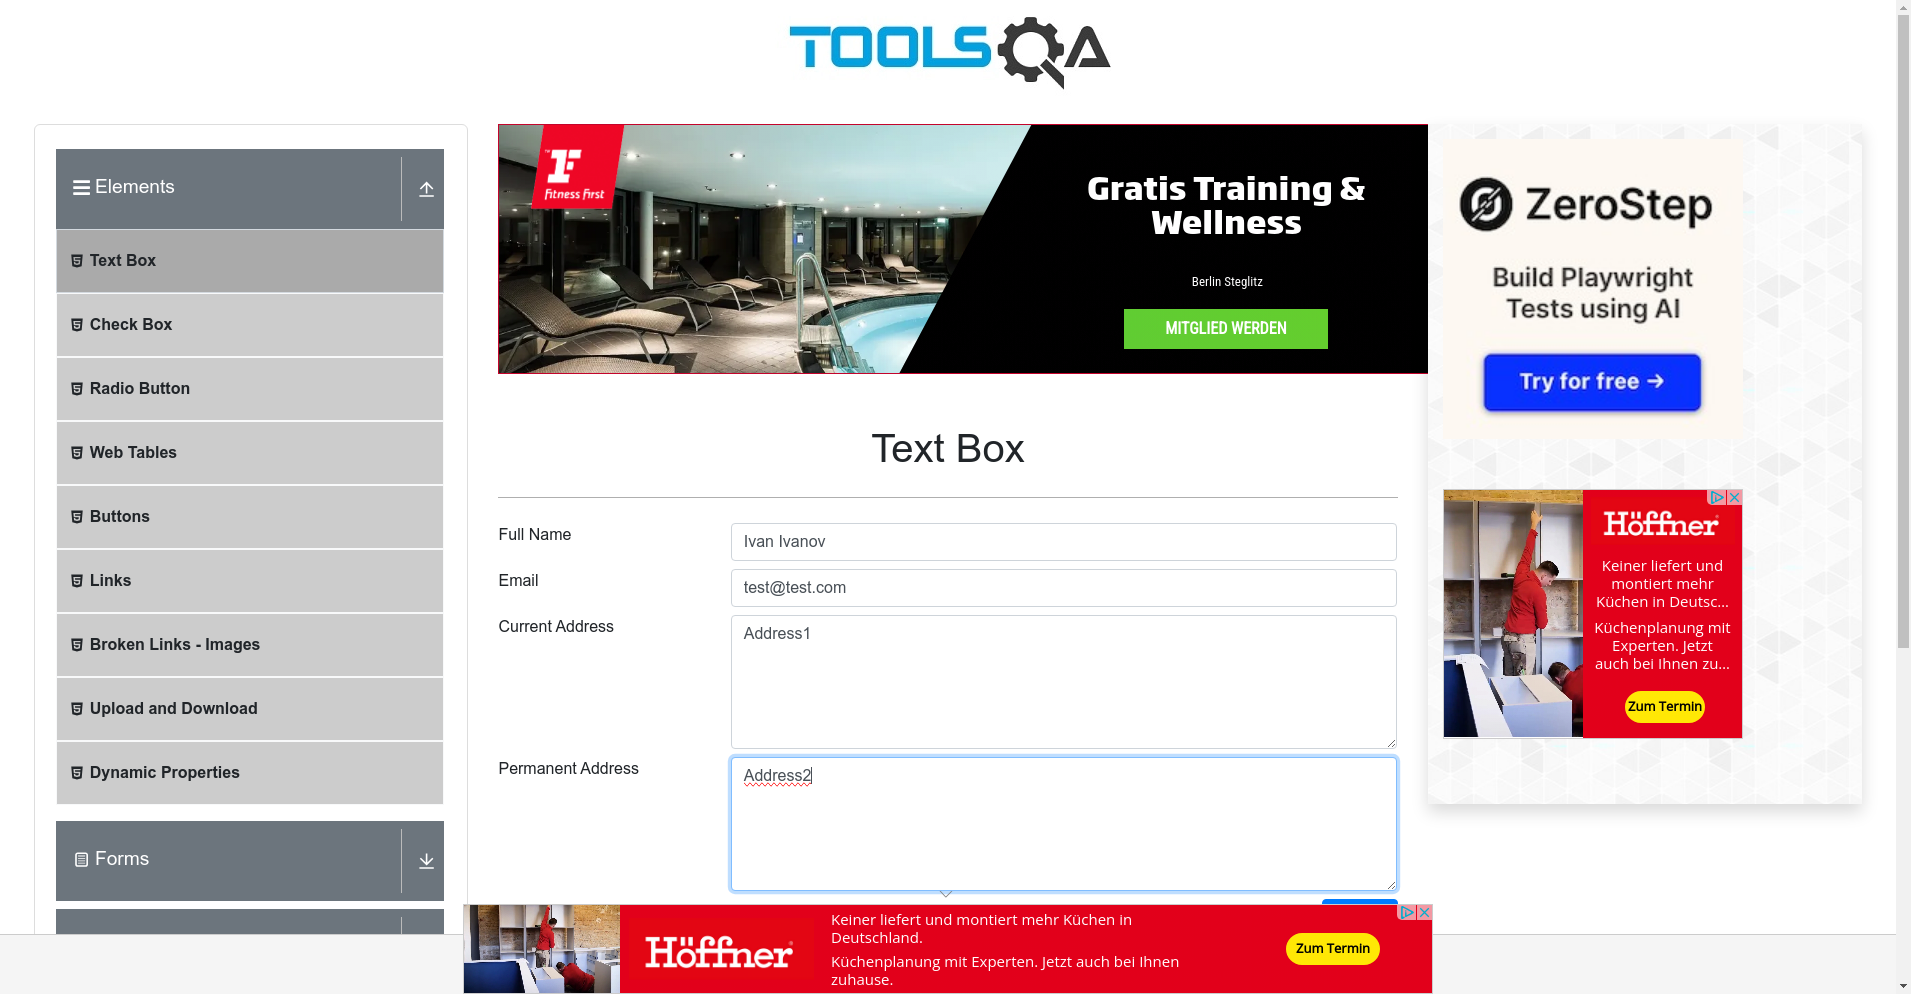 TOOLSQA
Elements
Text Box
Check Box
Radio Button
Web Tables
Buttons
Links
Broken Links - Images
Upload and Download
Dynamic Properties
Forms
Fitness First
Gratis Training &
Wellness
Berlin Steglitz
MITGLIED WERDEN
Text Box
Full Name
Ivan Ivanov
Email
test@test.com
Current Address
Address1
Permanent Address
Address2
ZeroStep
Build Playwright
Tests using AI
Try for free →
Höffner
Keiner liefert und
montiert mehr
Küchen in Deutsc...
Küchenplanung mit
Experten. Jetzt
auch bei Ihnen zu...
Zum Termin
Höffner
Keiner liefert und montiert mehr Küchen in
Deutschland.
Küchenplanung mit Experten. Jetzt auch bei Ihnen
zuhause.
Zum Termin